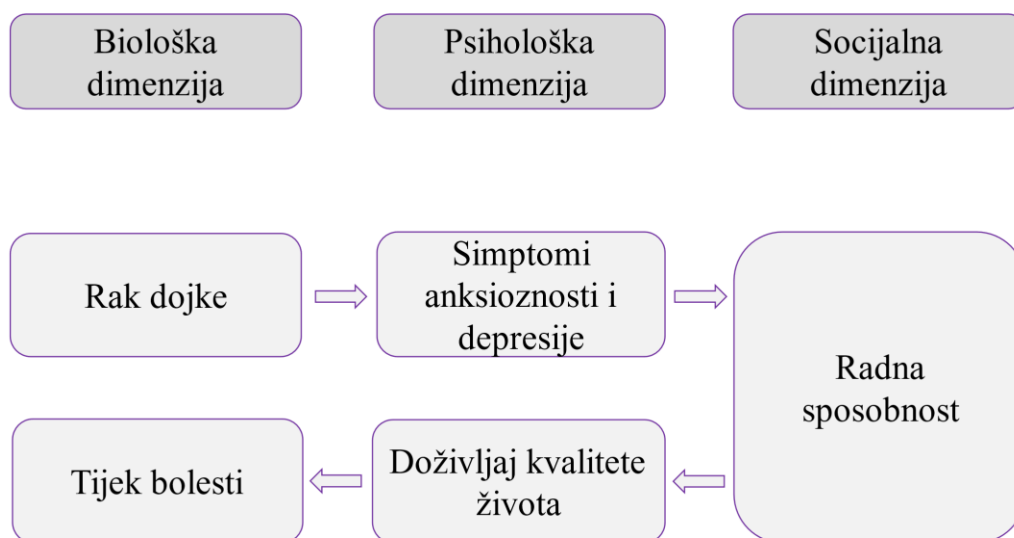 Biološka
dimenzija
Psihološka
dimenzija
Socijalna
dimenzija
Rak dojke
Simptomi
anksioznosti i
depresije
Radna
sposobnost
Tijek bolesti
Doživljaj kvalitete
života